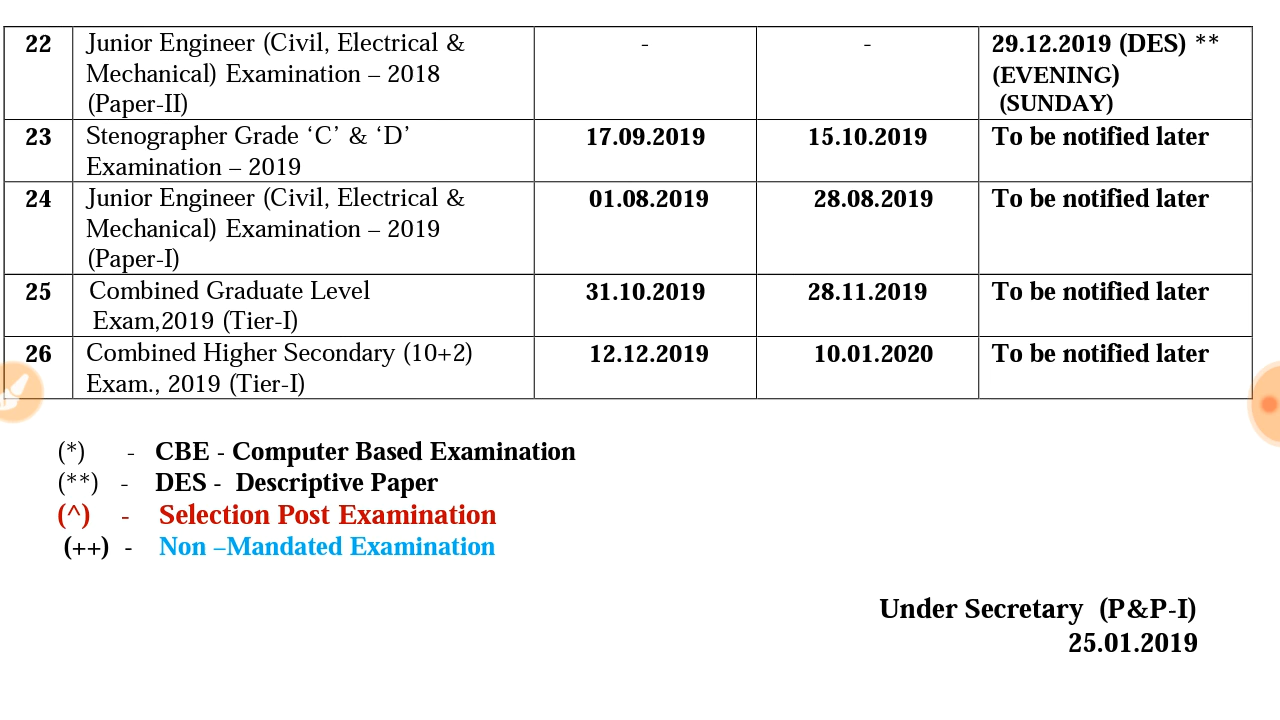 22 Junior Engineer (Civil, Electrical & - - 29.12.2019 (DES) **
Mechanical) Examination – 2018 (EVENING)
(Paper-II) (SUNDAY)
23 Stenographer Grade ‘C’ & ‘D’ 17.09.2019 15.10.2019 To be notified later
Examination – 2019
24 Junior Engineer (Civil, Electrical & 01.08.2019 28.08.2019 To be notified later
Mechanical) Examination – 2019
(Paper-I)
25 Combined Graduate Level 31.10.2019 28.11.2019 To be notified later
Exam,2019 (Tier-I)
26 Combined Higher Secondary (10+2) 12.12.2019 10.01.2020 To be notified later
Exam., 2019 (Tier-I)
(*) - CBE - Computer Based Examination
(**) - DES - Descriptive Paper
(^) - Selection Post Examination
(++) - Non –Mandated Examination
Under Secretary (P&P-I)
25.01.2019